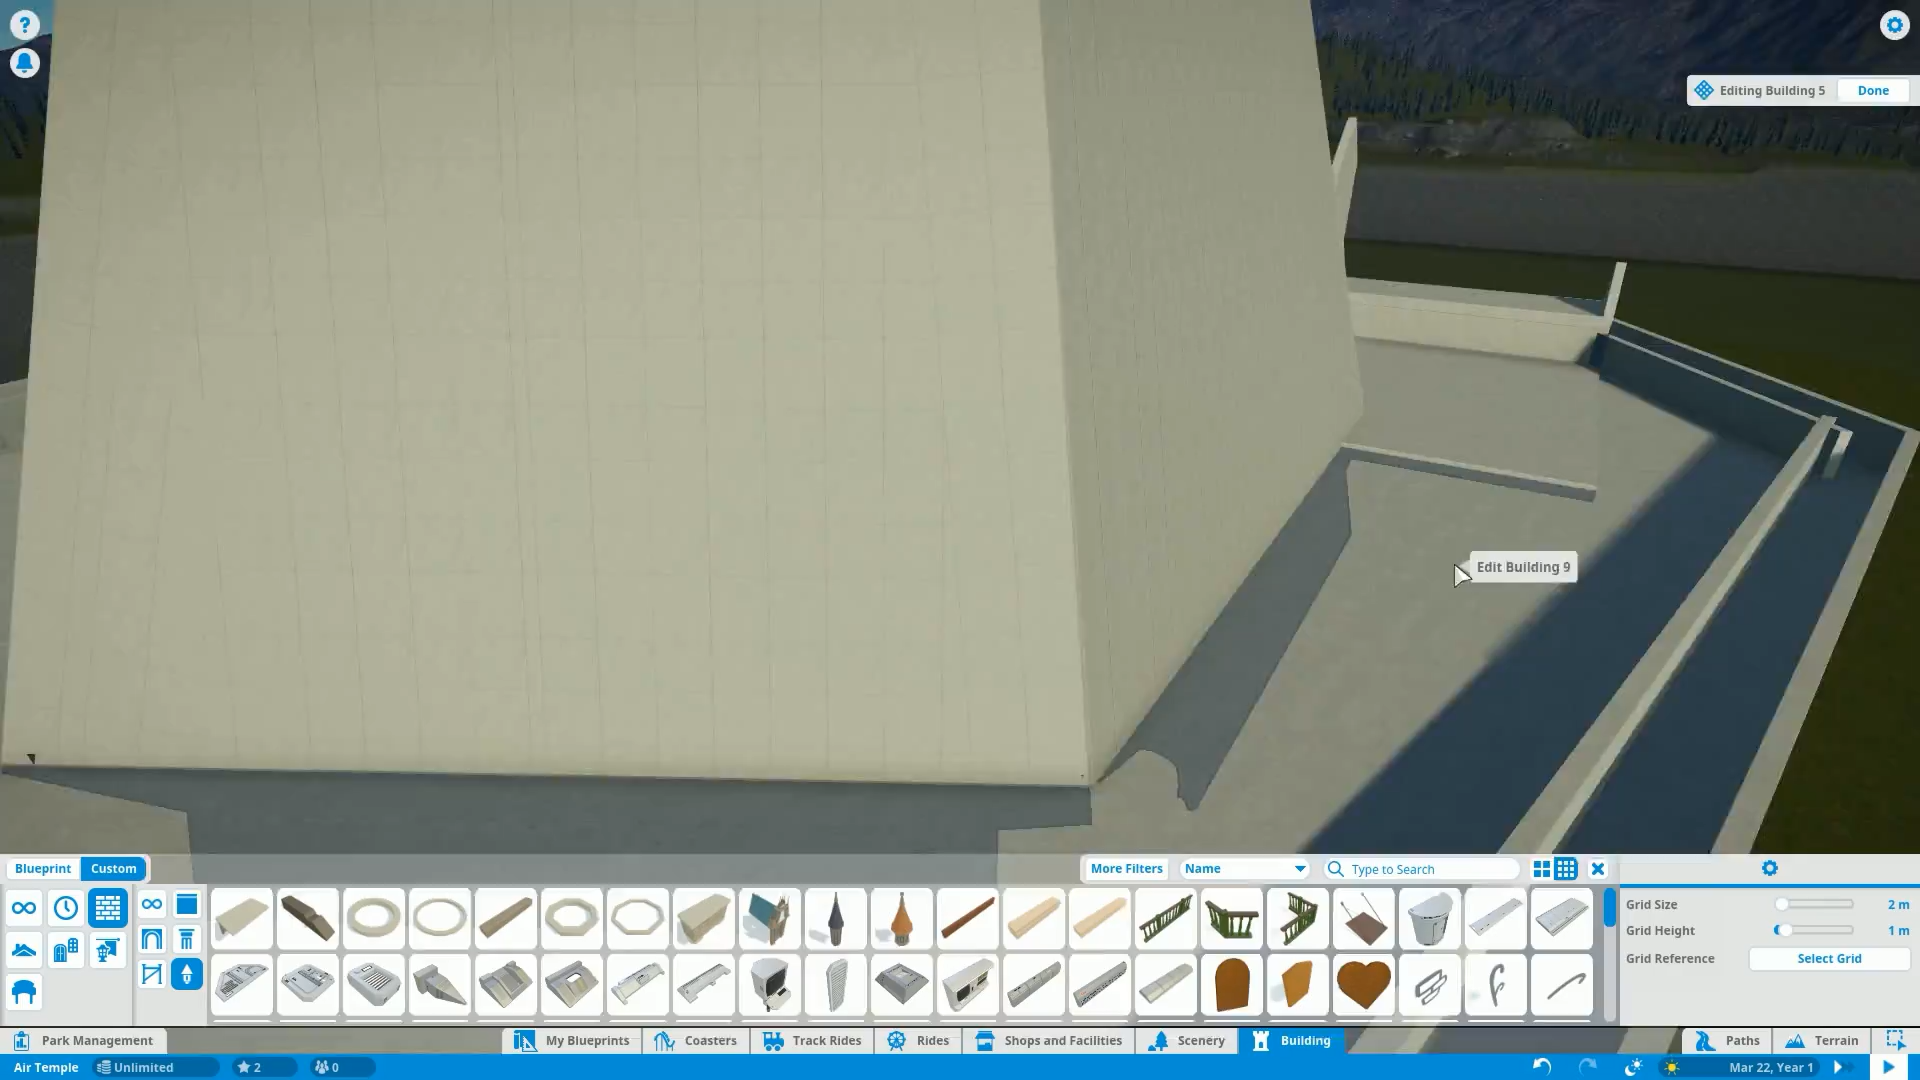 ?
Editing Building 5
Done
Edit Building 9
Blueprint
Custom
More Filters
Name
Type to Search
Grid Size
2 m
Grid Height
1 m
Grid Reference
Select Grid
Park Management
My Blueprints
Coasters
Track Rides
Rides
Shops and Facilities
Scenery
Building
Paths
Terrain
Air Temple
Unlimited
2
0
Mar 22, Year 1